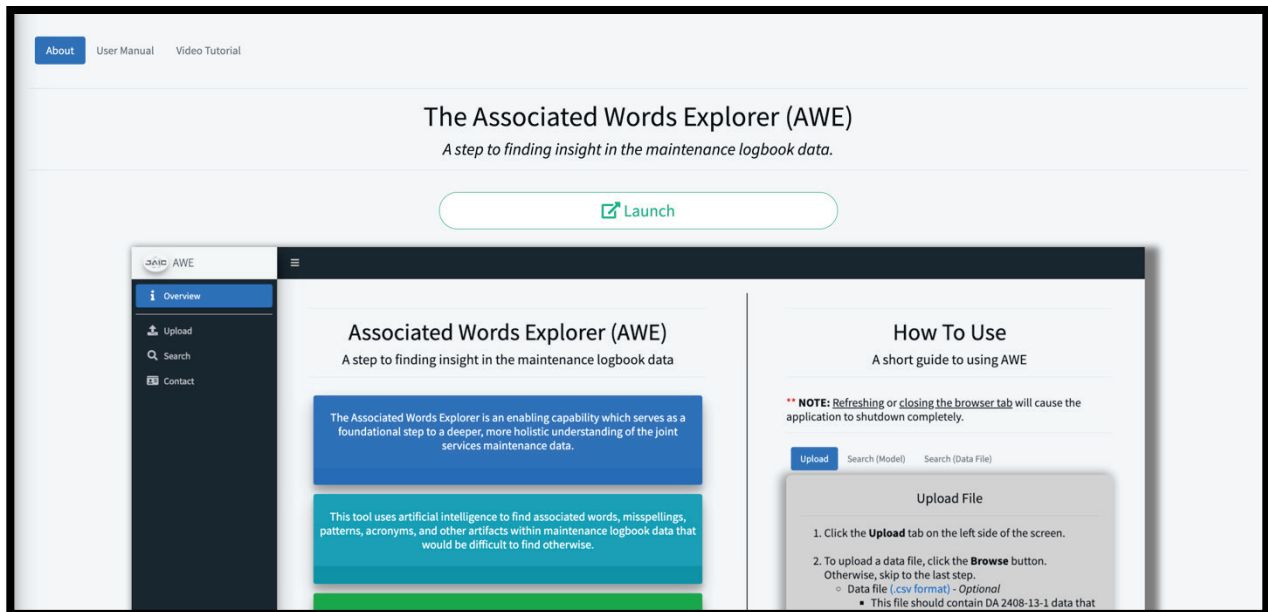 About User Manual Video Tutorial
The Associated Words Explorer (AWE)
A step to finding insight in the maintenance logbook data.
Launch
JAIC AWE
Overview
Upload
Search
Contact
Associated Words Explorer (AWE)
A step to finding insight in the maintenance logbook data
The Associated Words Explorer is an enabling capability which serves as a
foundational step to a deeper, more holistic understanding of the joint
services maintenance data.
This tool uses artificial intelligence to find associated words, misspellings,
patterns, acronyms, and other artifacts within maintenance logbook data that
would be difficult to find otherwise.
How To Use
A short guide to using AWE
** NOTE: Refreshing or closing the browser tab will cause the
application to shutdown completely.
Upload Search (Model) Search (Data File)
Upload File
1. Click the Upload tab on the left side of the screen.
2. To upload a data file, click the Browse button.
Otherwise, skip to the last step.
Data file (.csv format) - Optional
This file should contain DA 2408-13-1 data that